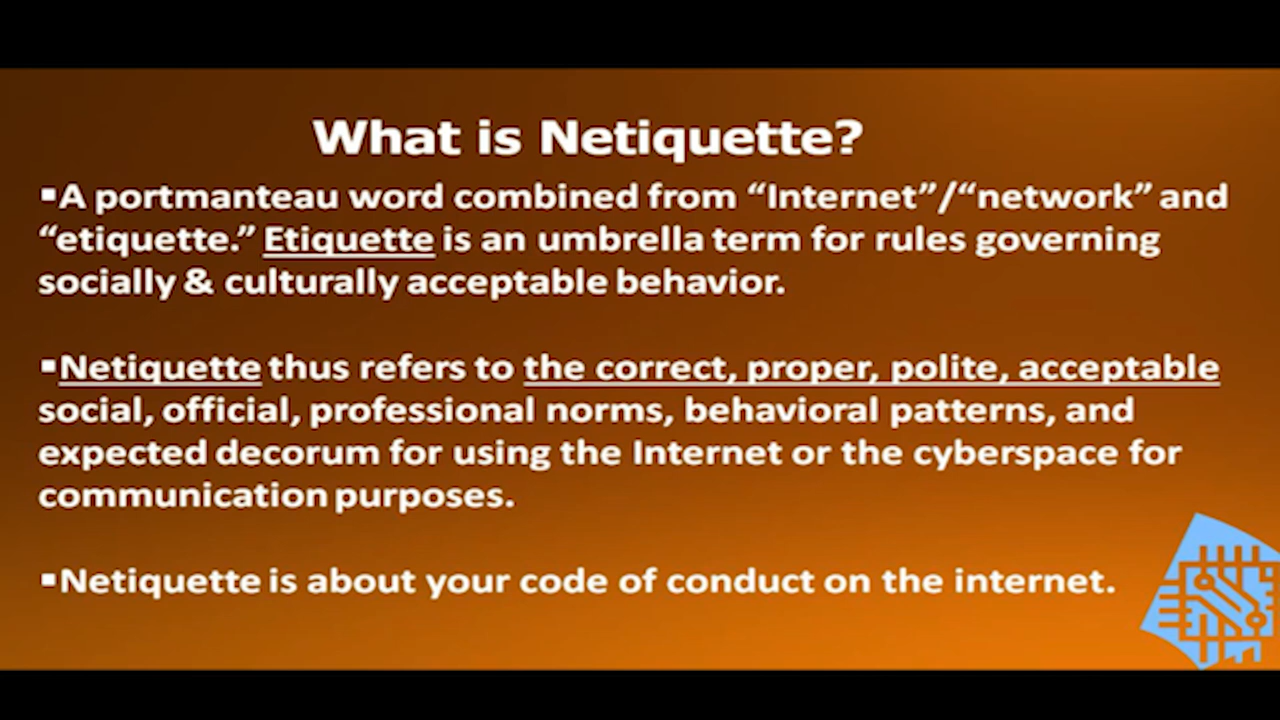 What is Netiquette?
▪A portmanteau word combined from “Internet”/“network” and
“etiquette.” Etiquette is an umbrella term for rules governing
socially & culturally acceptable behavior.
▪Netiquette thus refers to the correct, proper, polite, acceptable
social, official, professional norms, behavioral patterns, and
expected decorum for using the Internet or the cyberspace for
communication purposes.
▪Netiquette is about your code of conduct on the internet.